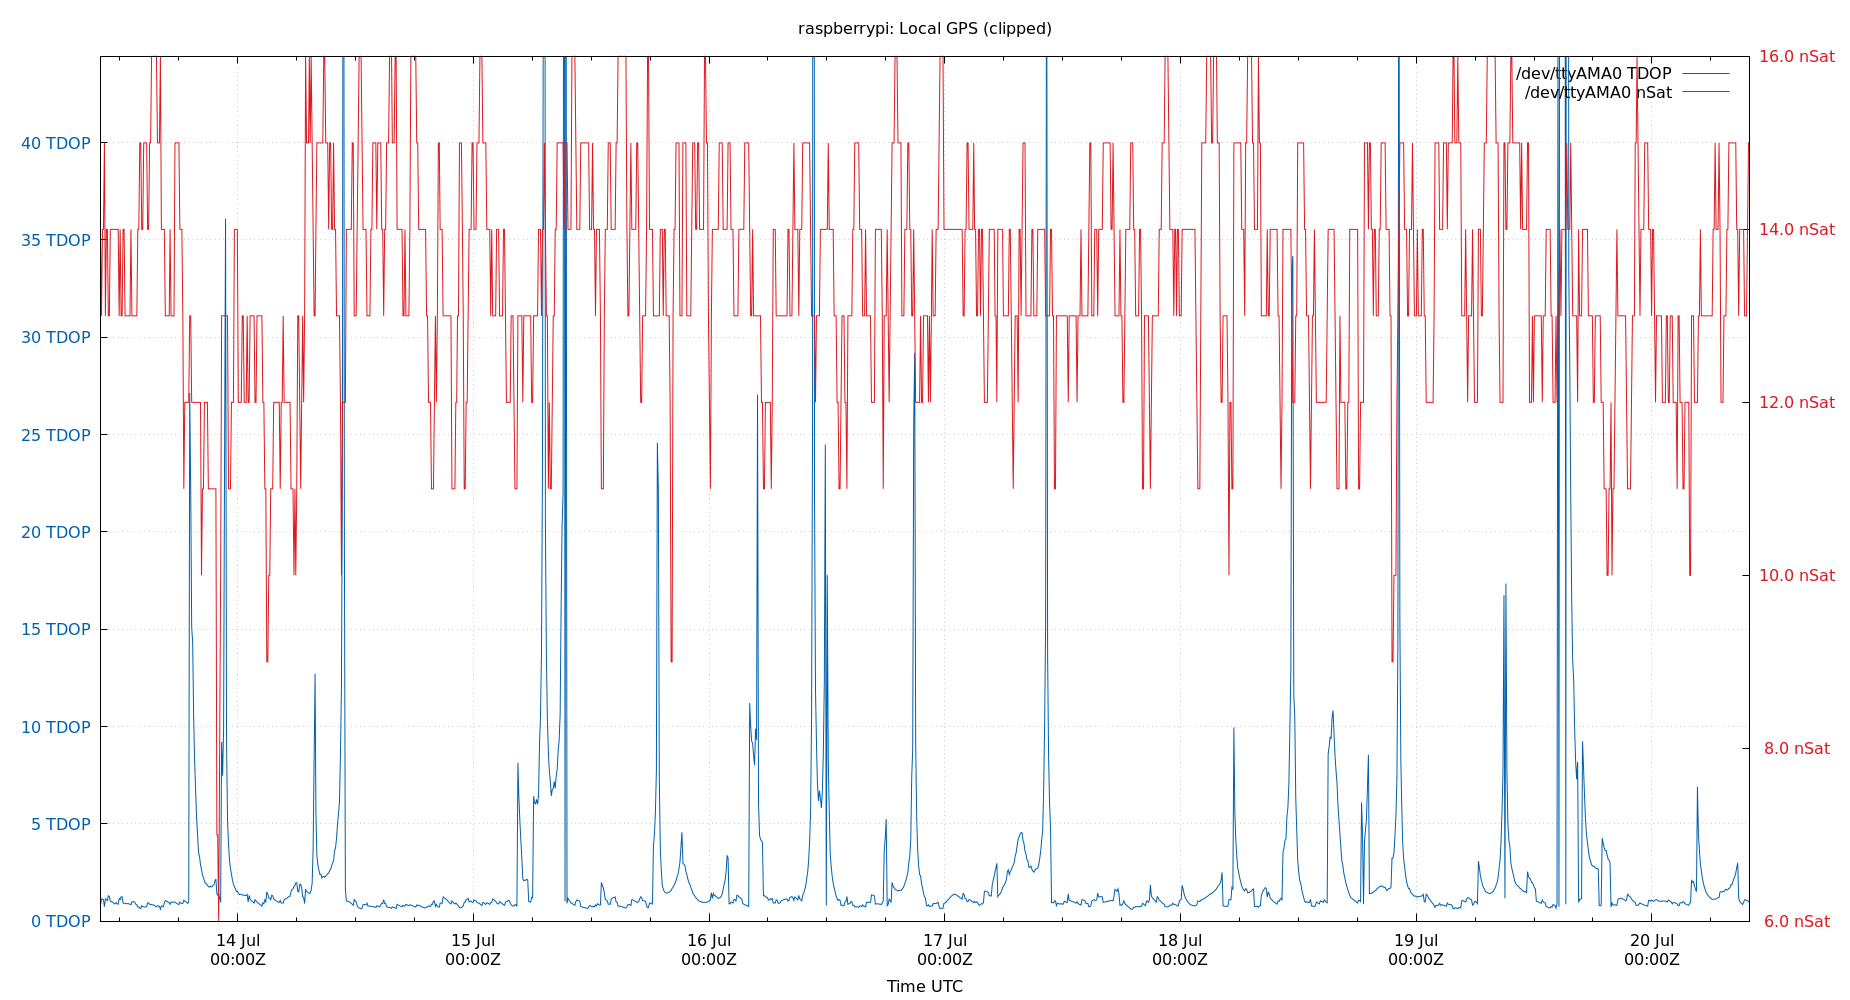 raspberrypi: Local GPS (clipped)
16.0 nSat
/dev/ttyAMA0 TDOP
/dev/ttyAMA0 nSat
40 TDOP
35 TDOP
14.0 nSat
30 TDOP
12.0 nSat
25 TDOP
20 TDOP
10.0 nSat
15 TDOP
10 TDOP
8.0 nSat
5 TDOP
0 TDOP
6.0 nSat
14 Jul 15 Jul 16 Jul 17 Jul 18 Jul 19 Jul 20 Jul
00:00Z 00:00Z 00:00Z 00:00Z 00:00Z 00:00Z 00:00Z
Time UTC